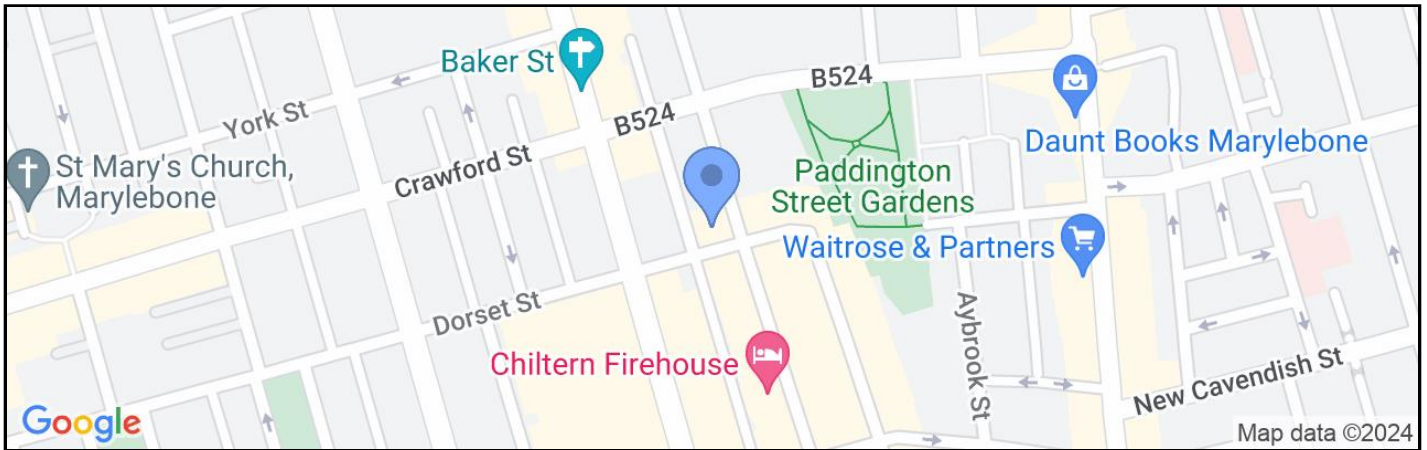 Baker St
B524
B524
York St
Daunt Books Marylebone
St Mary's Church,
Marylebone
Crawford St
Paddington
Street Gardens
Waitrose & Partners
Dorset St
Aybrook St
Chiltern Firehouse
New Cavendish St
Google
Map data ©2024